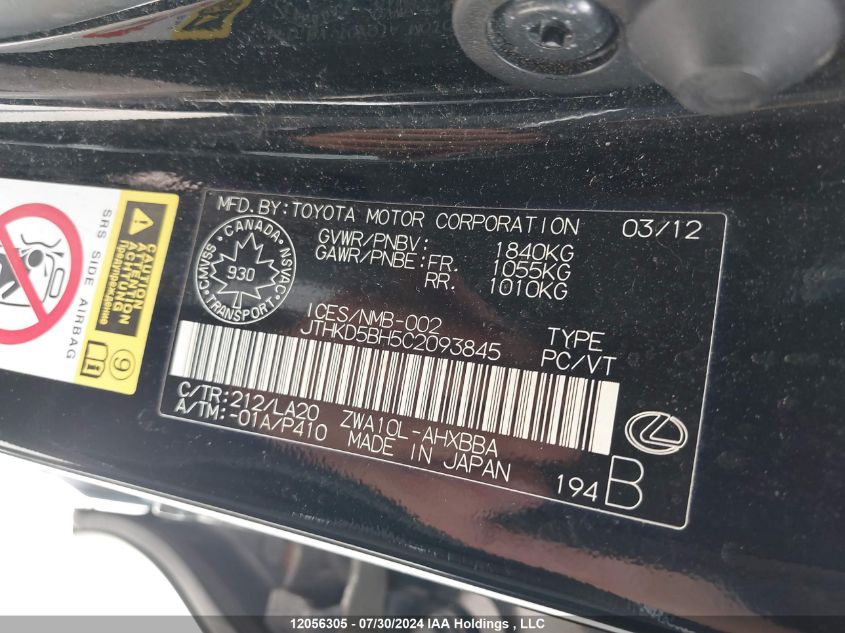 MFD. BY: TOYOTA MOTOR CORPORATION 03/12
GVWR/PNBV: 1840KG
GAWR/PNBE: FR. 1055KG
RR. 1010KG
CMVSS · CANADA · NSVAC
930
TRANSPORT
ICES/NMB-002
JTHKD5BH5C2093845
TYPE
PC/VT
C/TR: 212/LA20 ZWA10L-AHXBBA
A/TM: -01A/P410 MADE IN JAPAN
194 B
SRS SIDE AIRBAG
CAUTION
ATTENTION
ACHTUNG
Предупреждение
9
12056305 - 07/30/2024 IAA Holdings , LLC